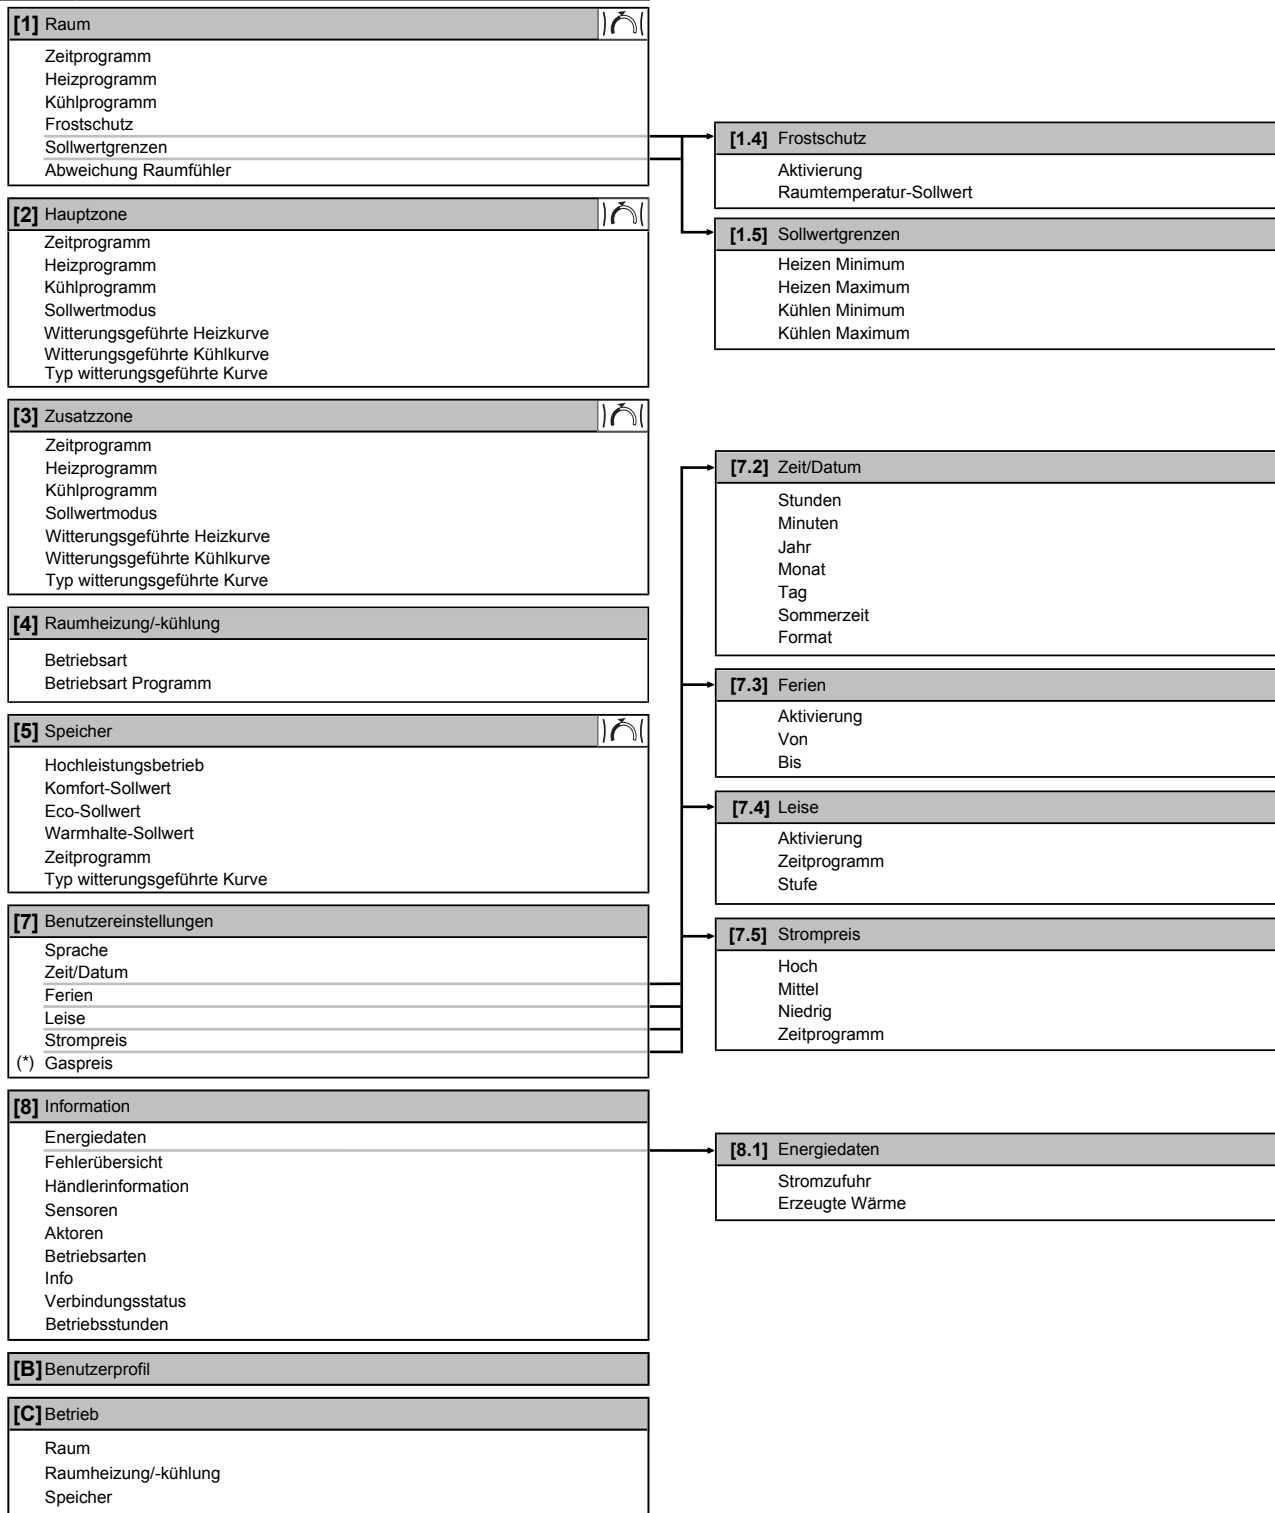 [1] Raum
Zeitprogramm
Heizprogramm
Kühlprogramm
Frostschutz
Sollwertgrenzen
Abweichung Raumfühler
[2] Hauptzone
Zeitprogramm
Heizprogramm
Kühlprogramm
Sollwertmodus
Witterungsgeführte Heizkurve
Witterungsgeführte Kühlkurve
Typ witterungsgeführte Kurve
[3] Zusatzzone
Zeitprogramm
Heizprogramm
Kühlprogramm
Sollwertmodus
Witterungsgeführte Heizkurve
Witterungsgeführte Kühlkurve
Typ witterungsgeführte Kurve
[4] Raumheizung/-kühlung
Betriebsart
Betriebsart Programm
[5] Speicher
Hochleistungsbetrieb
Komfort-Sollwert
Eco-Sollwert
Warmhalte-Sollwert
Zeitprogramm
Typ witterungsgeführte Kurve
[7] Benutzereinstellungen
Sprache
Zeit/Datum
Ferien
Leise
Strompreis
(*) Gaspreis
[8] Information
Energiedaten
Fehlerübersicht
Händlerinformation
Sensoren
Aktoren
Betriebsarten
Info
Verbindungsstatus
Betriebsstunden
[B] Benutzerprofil
[C] Betrieb
Raum
Raumheizung/-kühlung
Speicher
[1.4] Frostschutz
Aktivierung
Raumtemperatur-Sollwert
[1.5] Sollwertgrenzen
Heizen Minimum
Heizen Maximum
Kühlen Minimum
Kühlen Maximum
[7.2] Zeit/Datum
Stunden
Minuten
Jahr
Monat
Tag
Sommerzeit
Format
[7.3] Ferien
Aktivierung
Von
Bis
[7.4] Leise
Aktivierung
Zeitprogramm
Stufe
[7.5] Strompreis
Hoch
Mittel
Niedrig
Zeitprogramm
[8.1] Energiedaten
Stromzufuhr
Erzeugte Wärme